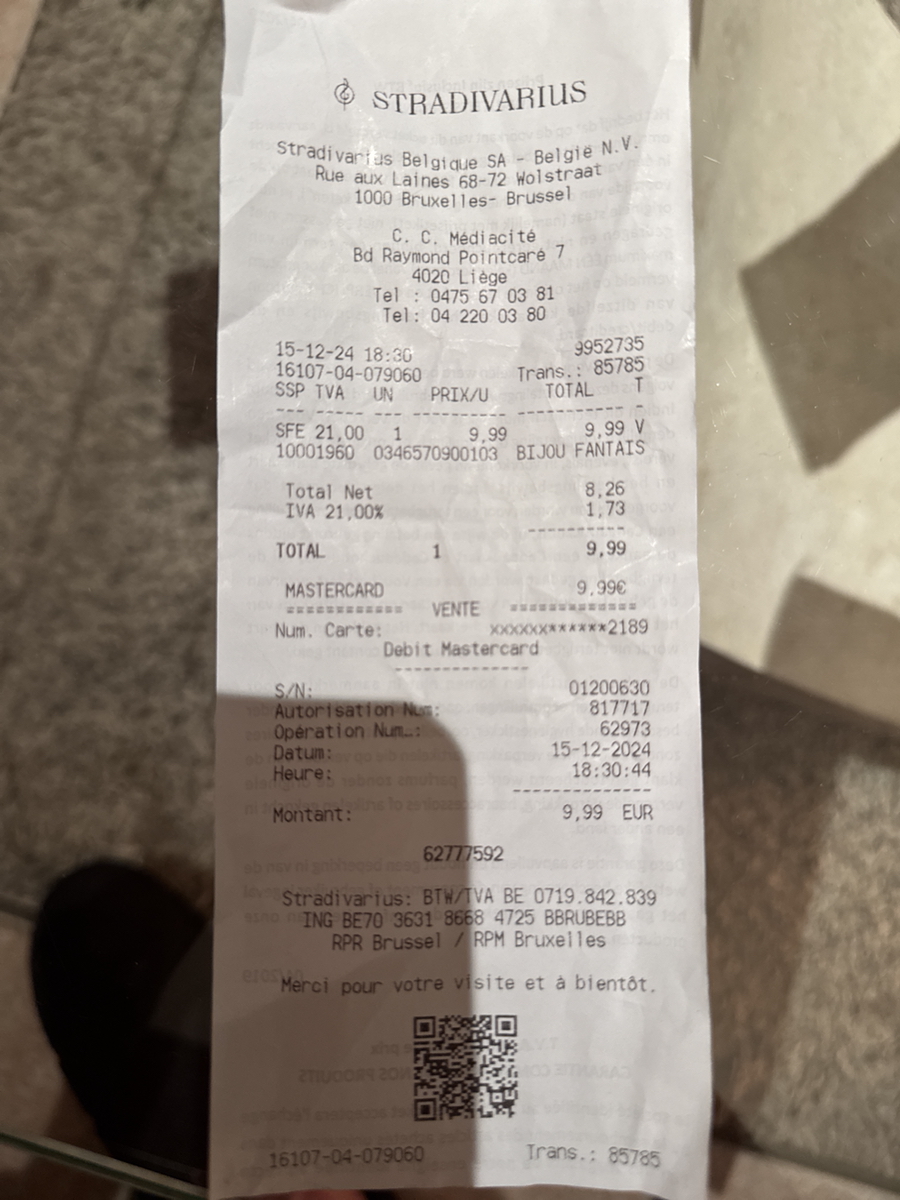 STRADIVARIUS
Stradivarius Belgique SA - België N.V.
Rue aux Laines 68-72 Wolstraat
1000 Bruxelles- Brussel
C. C. Médiacité
Bd Raymond Pointcaré 7
4020 Liège
Tel : 0475 67 03 81
Tel: 04 220 03 80
15-12-24 18:30 9952735
16107-04-079060 Trans.: 85785
SSP TVA UN PRIX/U TOTAL T
--- ----- --- --------- ----------- -
SFE 21,00 1 9,99 9,99 V
10001960 0346570900103 BIJOU FANTAIS
Total Net 8,26
IVA 21,00% 1,73
----------
TOTAL 1 9,99
MASTERCARD 9,99€
============ VENTE =============
Num. Carte: xxxxxx******2189
Debit Mastercard
--------------
S/N: 01200630
Autorisation Num: 817717
Opération Num.: 62973
Datum: 15-12-2024
Heure: 18:30:44
--------------
Montant: 9,99 EUR
62777592
Stradivarius: BTW/TVA BE 0719.842.839
ING BE70 3631 8668 4725 BBRUBEBB
RPR Brussel / RPM Bruxelles
Merci pour votre visite et à bientôt.
16107-04-079060 Trans.: 85785